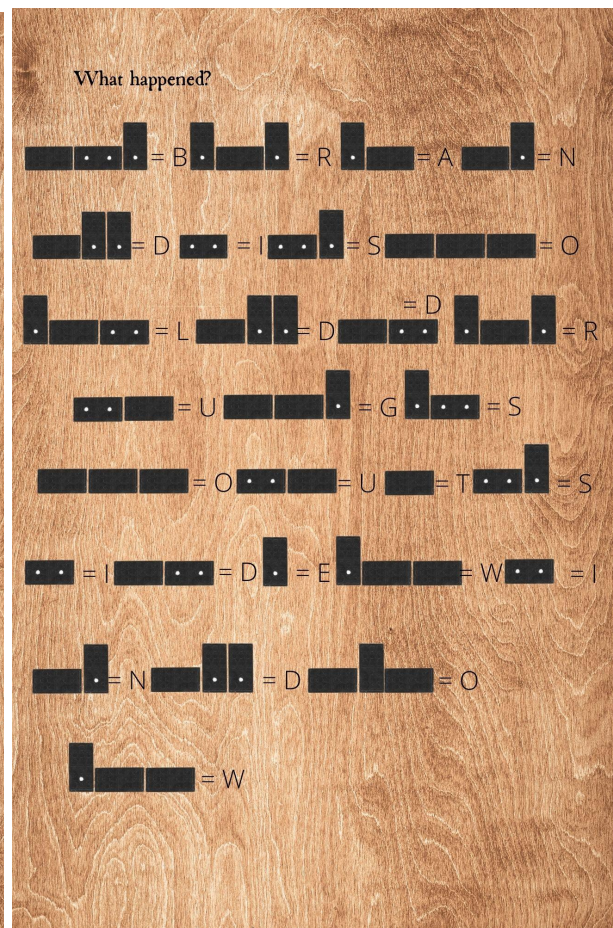 What happened?
= B = R = A = N
= D = I = S = O
= L = D = D = R
= U = G = S
= O = U = T = S
= I = D = E = W = I
= N = D = O
= W